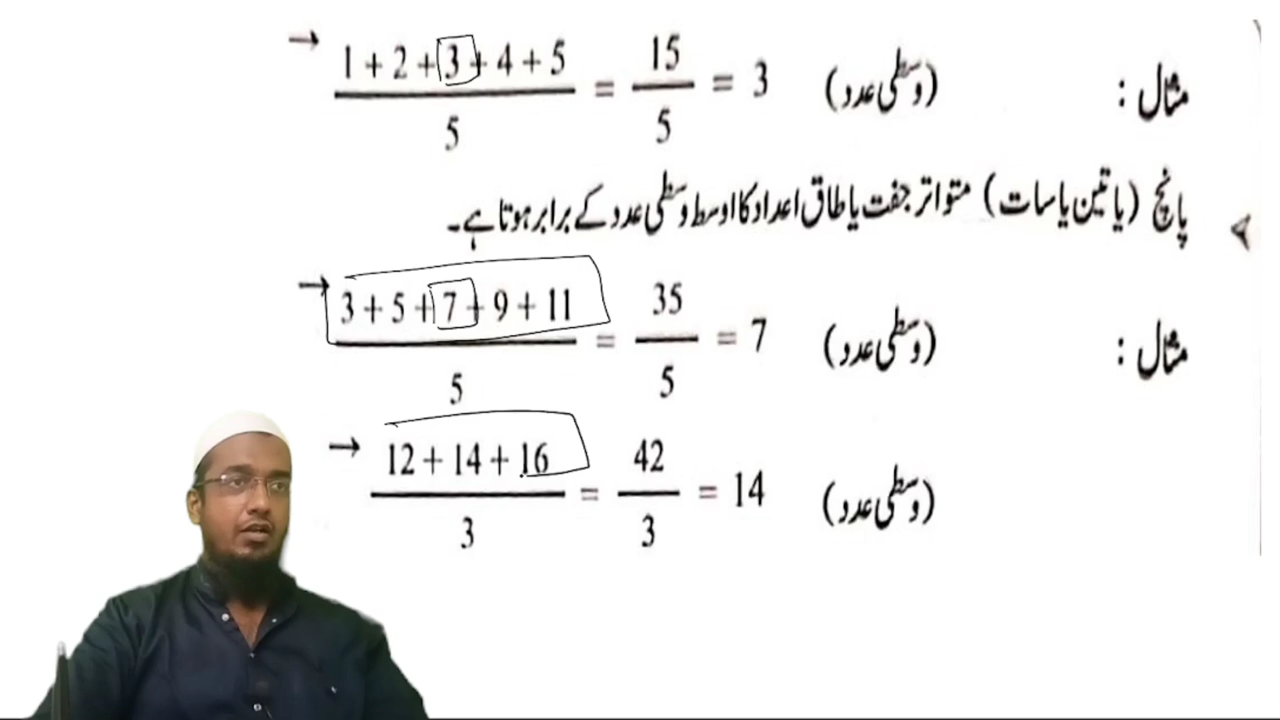 مثال : 1 + 2 + 3 + 4 + 5 / 5 = 15 / 5 = 3 (وسطی عدد)
پانچ (یا تین یا سات) متواتر جفت یا طاق اعداد کا اوسط وسطی عدد کے برابر ہوتا ہے۔
مثال : → 3 + 5 + 7 + 9 + 11 / 5 = 35 / 5 = 7 (وسطی عدد)
→ 12 + 14 + 16 / 3 = 42 / 3 = 14 (وسطی عدد)